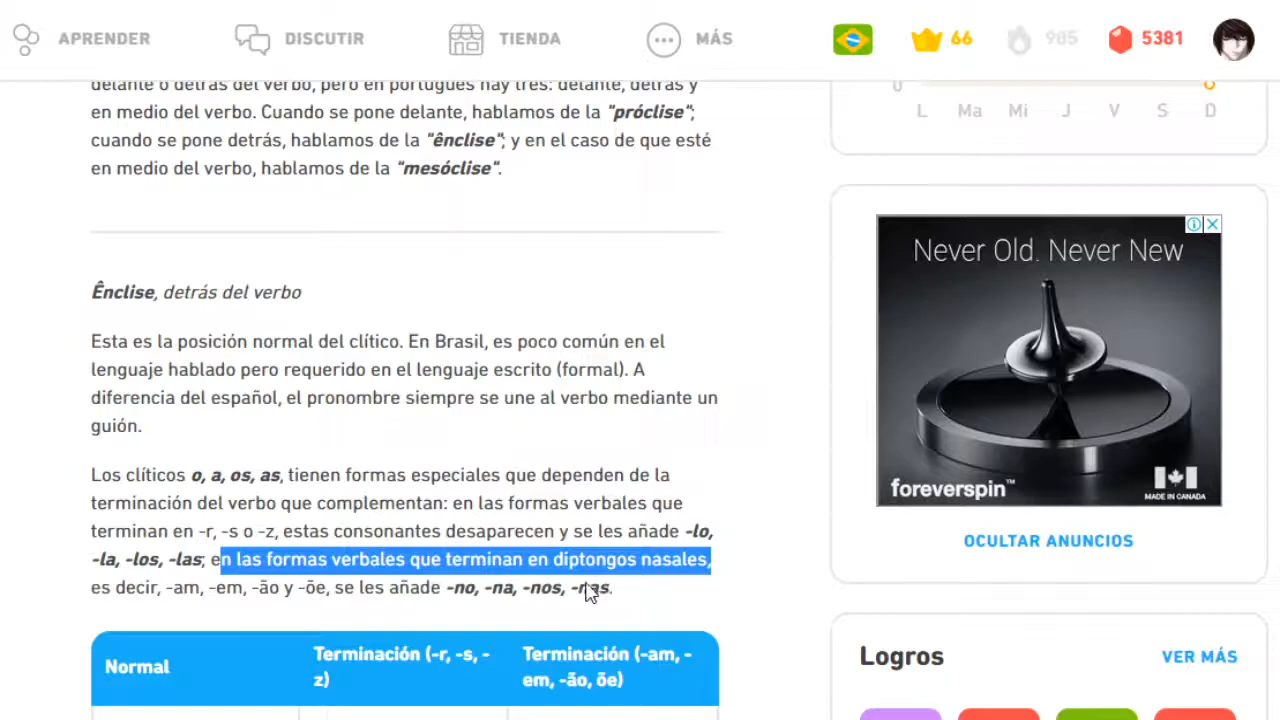 APRENDER
DISCUTIR
TIENDA
MÁS
66
985
5381
delante o detrás del verbo, pero en portugués hay tres: delante, detrás y
en medio del verbo. Cuando se pone delante, hablamos de la "próclise";
cuando se pone detrás, hablamos de la "ênclise"; y en el caso de que esté
en medio del verbo, hablamos de la "mesóclise".
Ênclise, detrás del verbo
Esta es la posición normal del clítico. En Brasil, es poco común en el
lenguaje hablado pero requerido en el lenguaje escrito (formal). A
diferencia del español, el pronombre siempre se une al verbo mediante un
guión.
Los clíticos o, a, os, as, tienen formas especiales que dependen de la
terminación del verbo que complementan: en las formas verbales que
terminan en -r, -s o -z, estas consonantes desaparecen y se les añade -lo,
-la, -los, -las; en las formas verbales que terminan en diptongos nasales,
es decir, -am, -em, -ão y -õe, se les añade -no, -na, -nos, -nas.
Normal
Terminación (-r, -s, -
z)
Terminación (-am, -
em, -ão, õe)
0
L Ma Mi J V S D
Never Old. Never New
foreverspin™
MADE IN CANADA
OCULTAR ANUNCIOS
Logros
VER MÁS